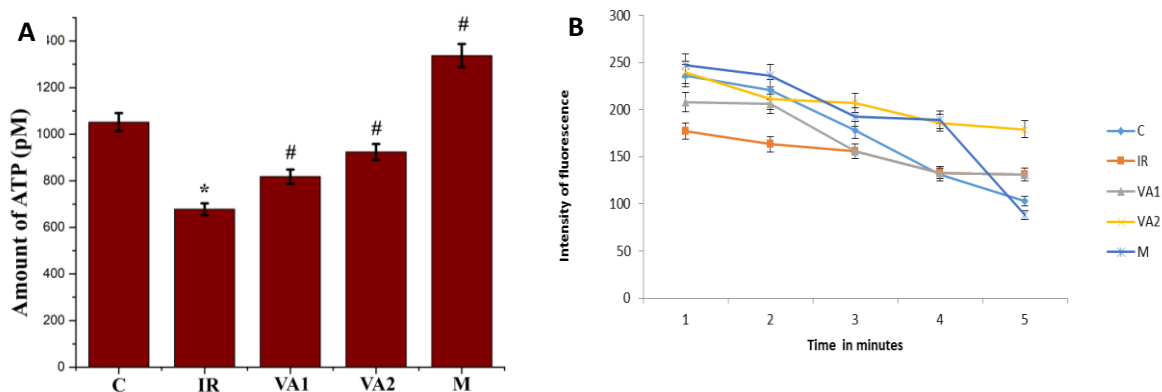 A
Amount of ATP (pM)
1400
1200
1000
800
600
400
200
0
*
#
#
#
C IR VA1 VA2 M
B
Intensity of fluorescence
300
250
200
150
100
50
0
1 2 3 4 5
Time in minutes
C
IR
VA1
VA2
M